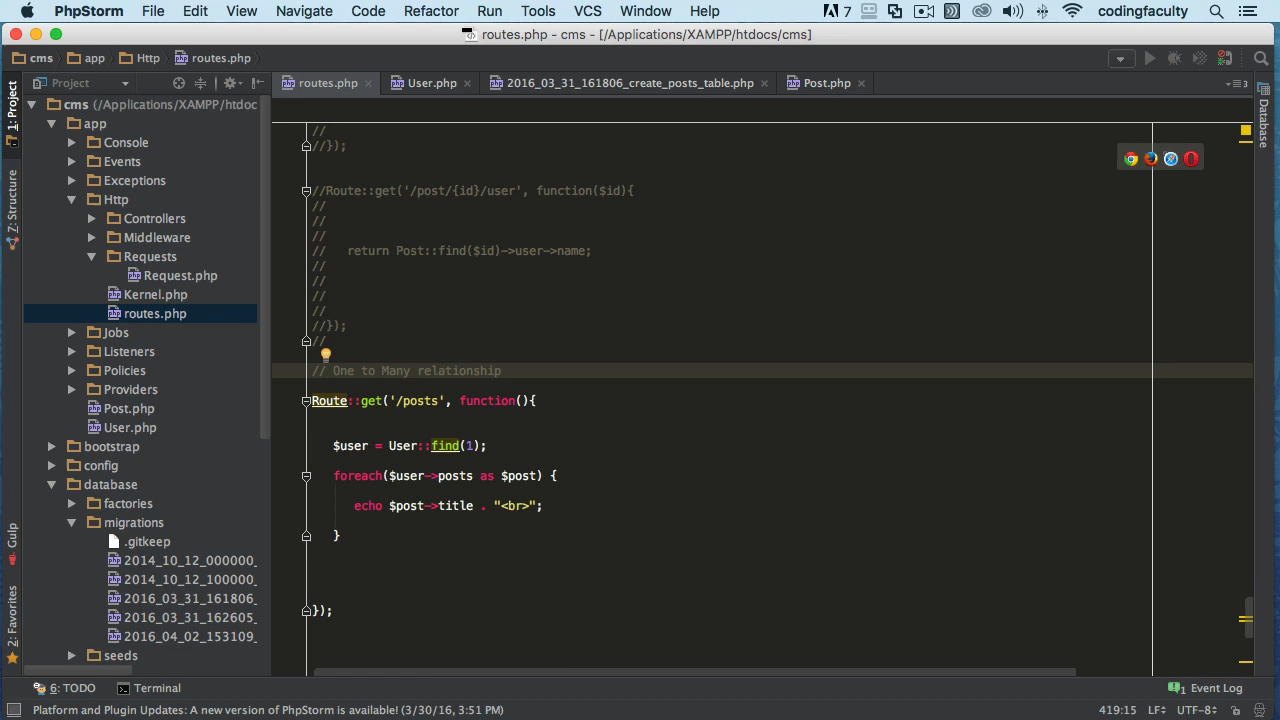 PhpStorm File Edit View Navigate Code Refactor Run Tools VCS Window Help 7 codingfaculty
routes.php - cms - [/Applications/XAMPP/htdocs/cms]
cms app Http routes.php
Project
routes.php User.php 2016_03_31_161806_create_posts_table.php Post.php
1: Project
Z: Structure
Gulp
2: Favorites
Database
cms (/Applications/XAMPP/htdoc
app
Console
Events
Exceptions
Http
Controllers
Middleware
Requests
Request.php
Kernel.php
routes.php
Jobs
Listeners
Policies
Providers
Post.php
User.php
bootstrap
config
database
factories
migrations
.gitkeep
2014_10_12_000000_
2014_10_12_100000_
2016_03_31_161806_
2016_03_31_162605_
2016_04_02_153109_
seeds
//
//});
//Route::get('/post/{id}/user', function($id){
//
//
//
// return Post::find($id)->user->name;
//
//
//
//
//});
//
// One to Many relationship
Route::get('/posts', function(){
$user = User::find(1);
foreach($user->posts as $post) {
echo $post->title . "<br>";
}
});
6: TODO Terminal 1 Event Log
Platform and Plugin Updates: A new version of PhpStorm is available! (3/30/16, 3:51 PM) 419:15 LF UTF-8